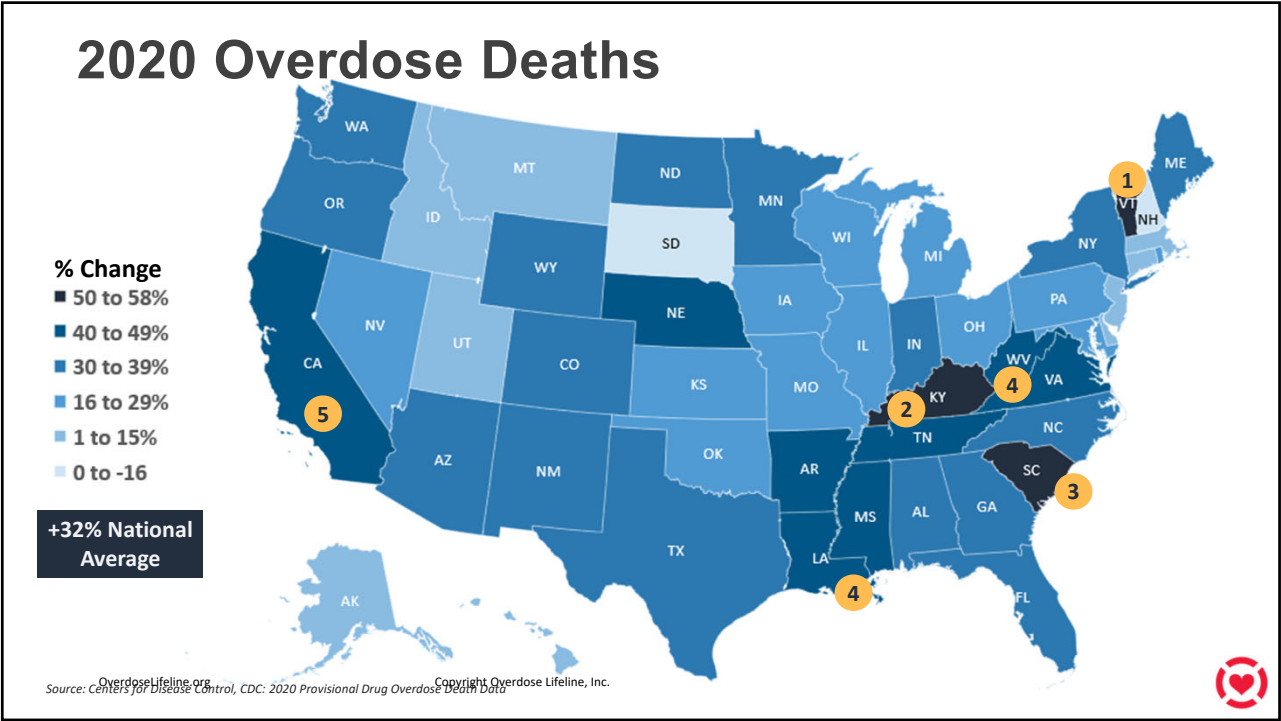 2020 Overdose Deaths
WA
MT
ND
MN
ME
1
VT
NH
OR
ID
SD
WI
MI
NY
WY
% Change
50 to 58%
40 to 49%
30 to 39%
16 to 29%
1 to 15%
0 to -16
NE
IA
PA
NV
UT
CO
IL
IN
OH
CA
KS
MO
WV
VA
4
5
2
KY
NC
TN
AZ
NM
OK
AR
SC
3
MS
AL
GA
+32% National
Average
TX
LA
4
FL
AK
OverdoseLifeline.org
Copyright Overdose Lifeline, Inc.
Source: Centers for Disease Control, CDC: 2020 Provisional Drug Overdose Death Data